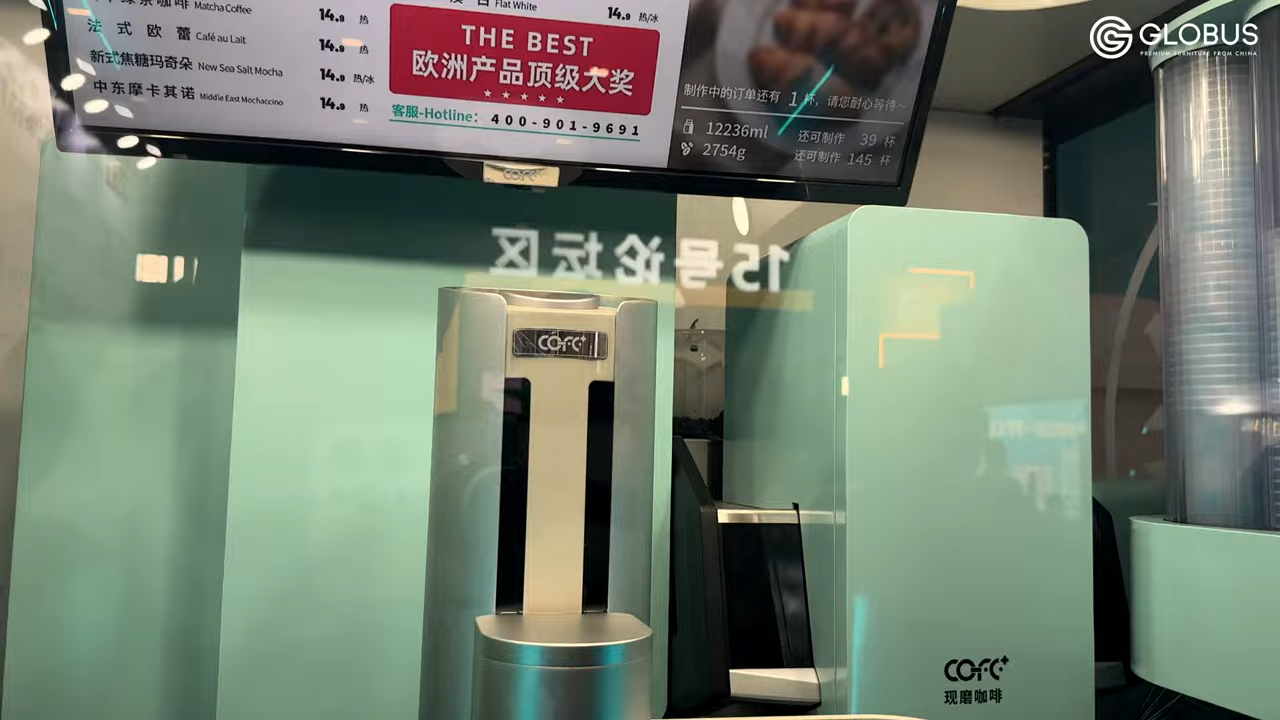 Matcha Coffee 14.9 热
法式欧蕾 Café au Lait 14.9 热
新式焦糖玛奇朵 New Sea Salt Mocha 14.9 热/冰
中东摩卡其诺 Middle East Mochaccino 14.9 热
Flat White 14.9 热/冰
THE BEST
欧洲产品顶级大奖
★★★★★
客服-Hotline: 400-901-9691
制作中的订单还有 1 杯, 请您耐心等待~
12236ml 还可制作 39 杯
2754g 还可制作 145 杯
GLOBUS
PREMIUM FURNITURE FROM CHINA
COFE+
15号论坛区
COFE+
COFE+
现磨咖啡